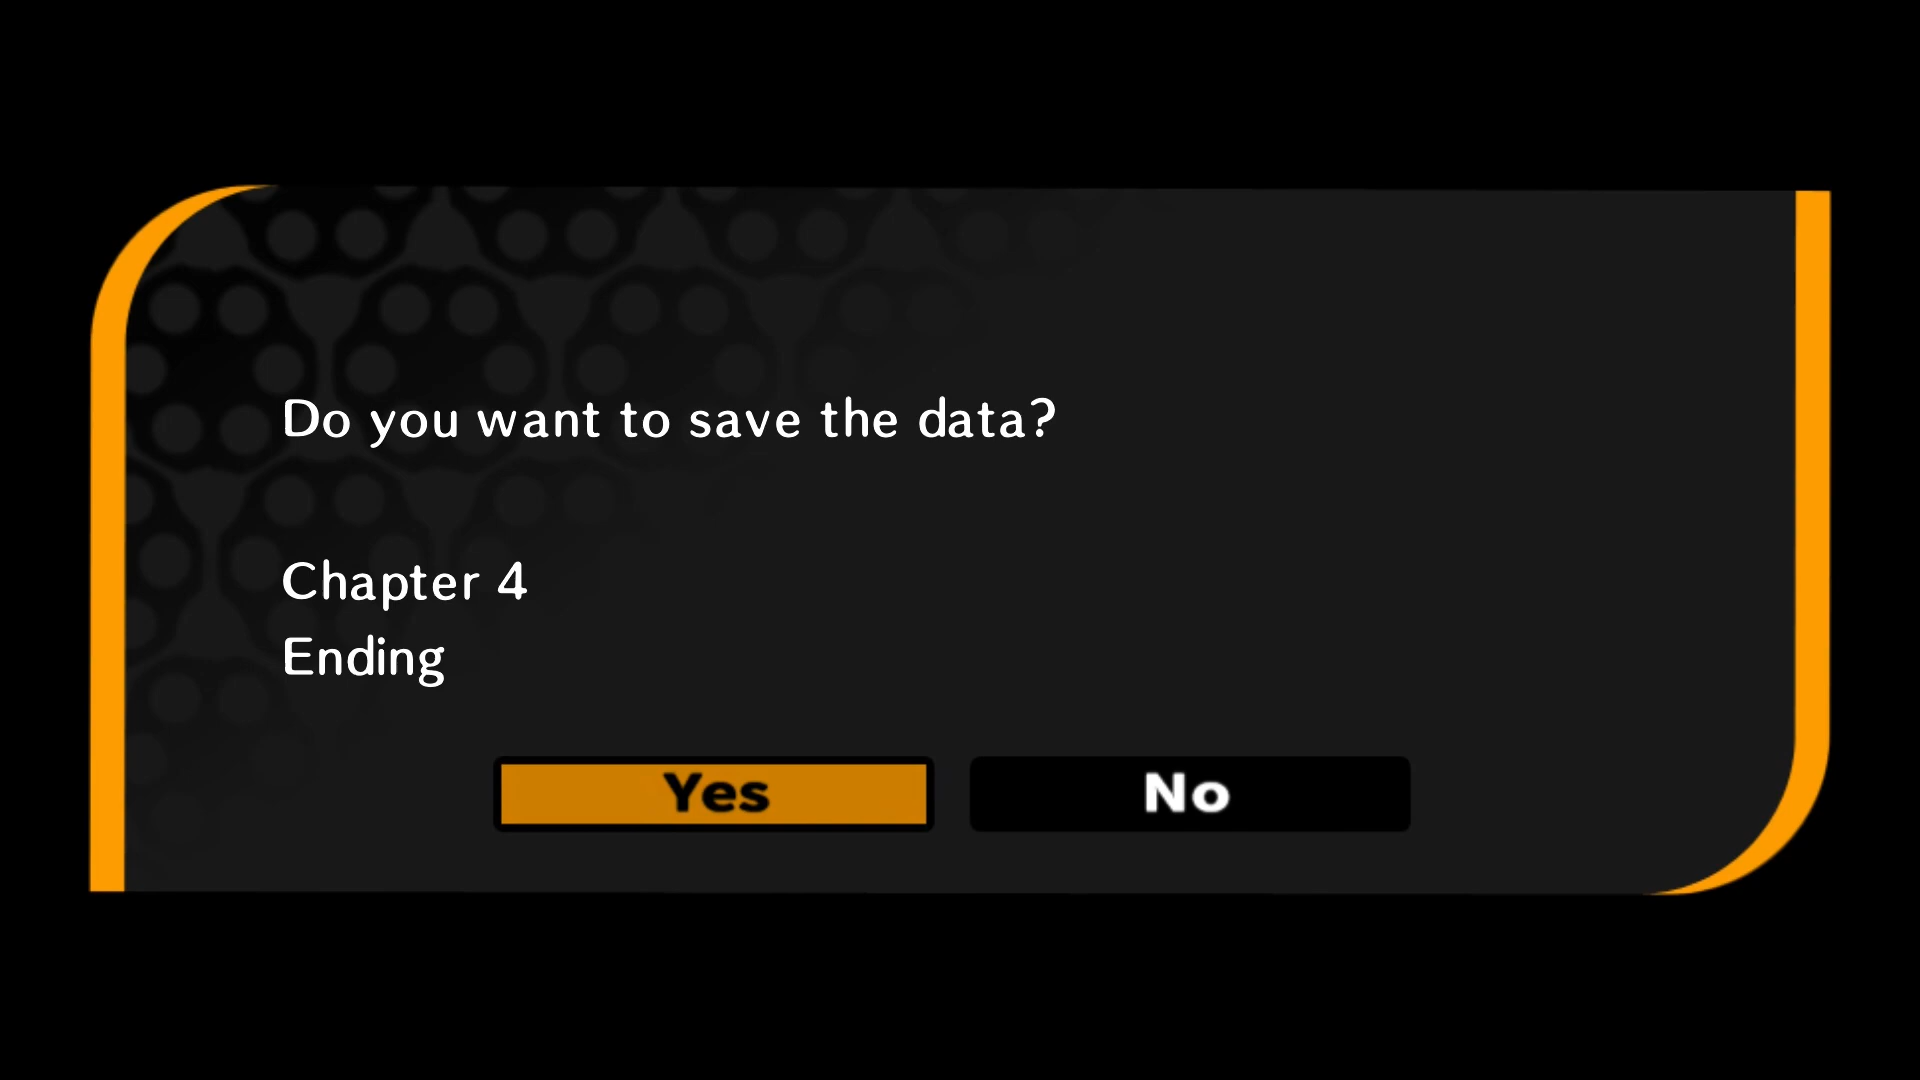 Do you want to save the data?
Chapter 4
Ending
Yes
No